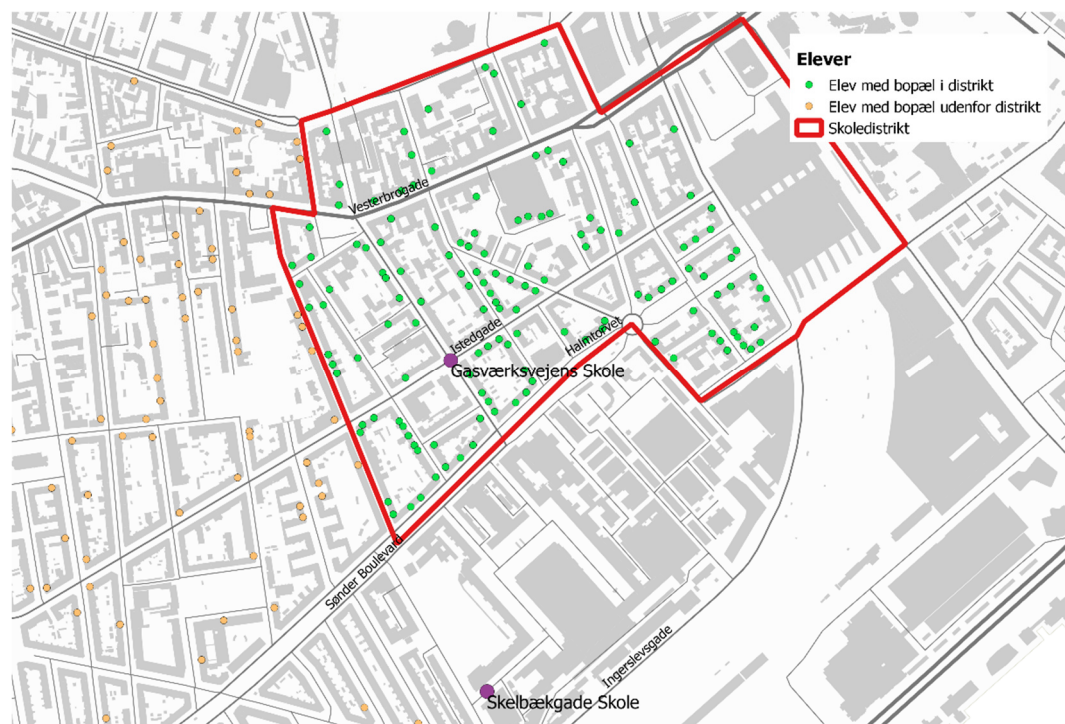 Elever
Elev med bopæl i distrikt
Elev med bopæl udenfor distrikt
Skoledistrikt
Vesterbrogade
Istedgade
Halmtorvet
Gasværksvejens Skole
Sønder Boulevard
Ingerslevsgade
Skelbækgade Skole